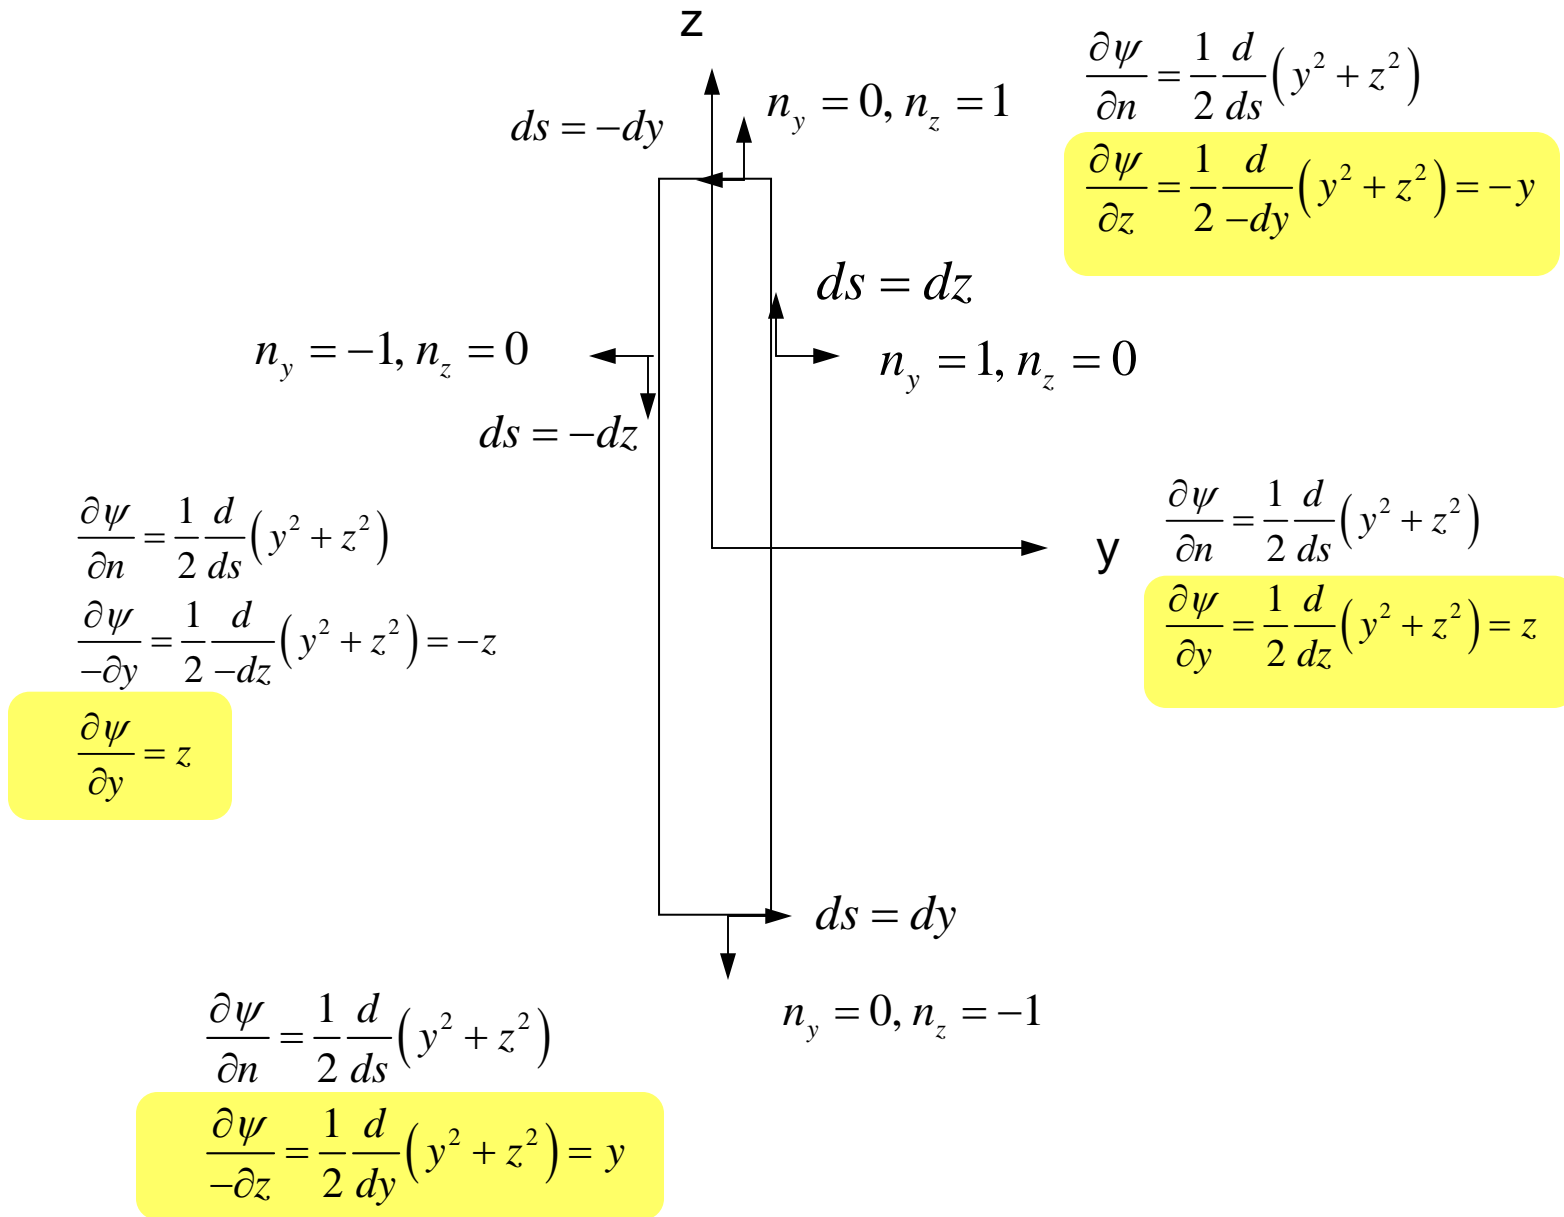 z
∂ψ/∂n = 1/2 d/ds (y² + z²)
n_y = 0, n_z = 1
ds = −dy
∂ψ/∂z = 1/2 d/−dy (y² + z²) = −y
ds = dz
n_y = −1, n_z = 0
n_y = 1, n_z = 0
ds = −dz
∂ψ/∂n = 1/2 d/ds (y² + z²)
∂ψ/−∂y = 1/2 d/−dz (y² + z²) = −z
∂ψ/∂y = z
y
∂ψ/∂n = 1/2 d/ds (y² + z²)
∂ψ/∂y = 1/2 d/dz (y² + z²) = z
ds = dy
n_y = 0, n_z = −1
∂ψ/∂n = 1/2 d/ds (y² + z²)
∂ψ/−∂z = 1/2 d/dy (y² + z²) = y